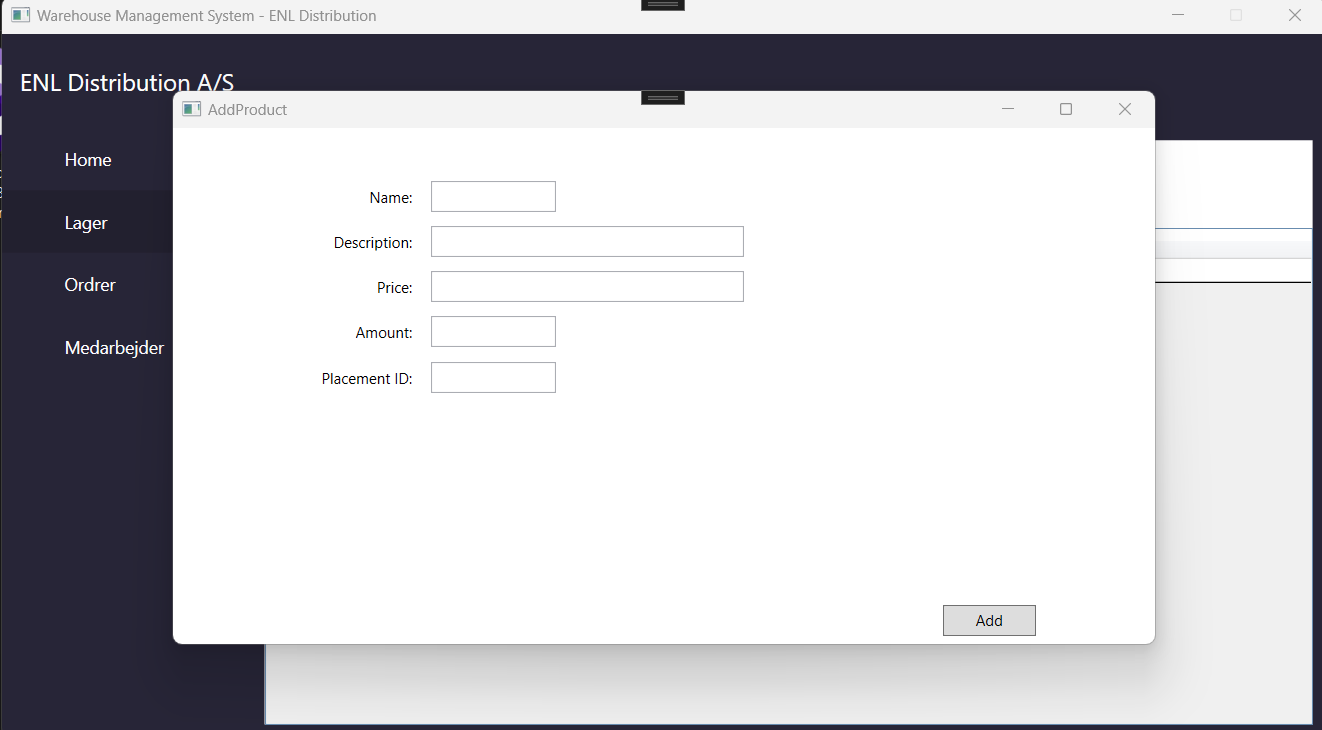 Warehouse Management System - ENL Distribution
ENL Distribution A/S
AddProduct
Home
Lager
Ordrer
Medarbejder
Name:
Description:
Price:
Amount:
Placement ID:
Add